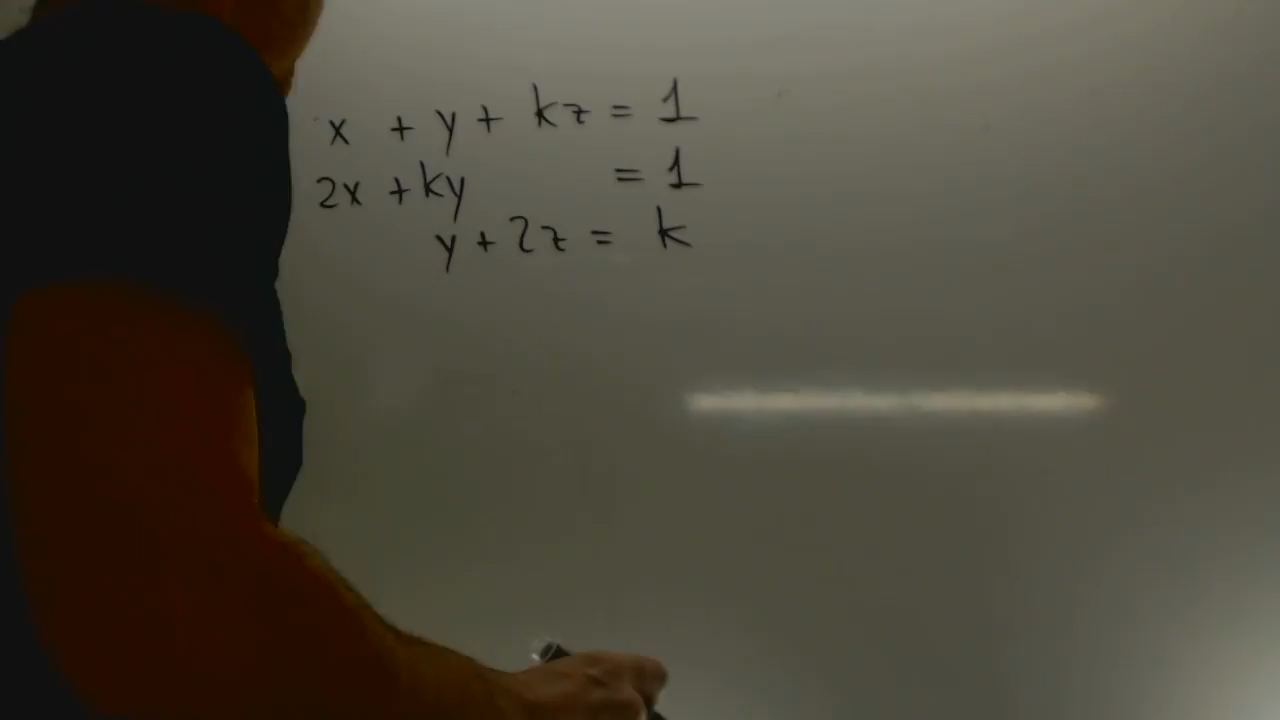 x + y + kz = 1
2x + ky = 1
y + 2z = k